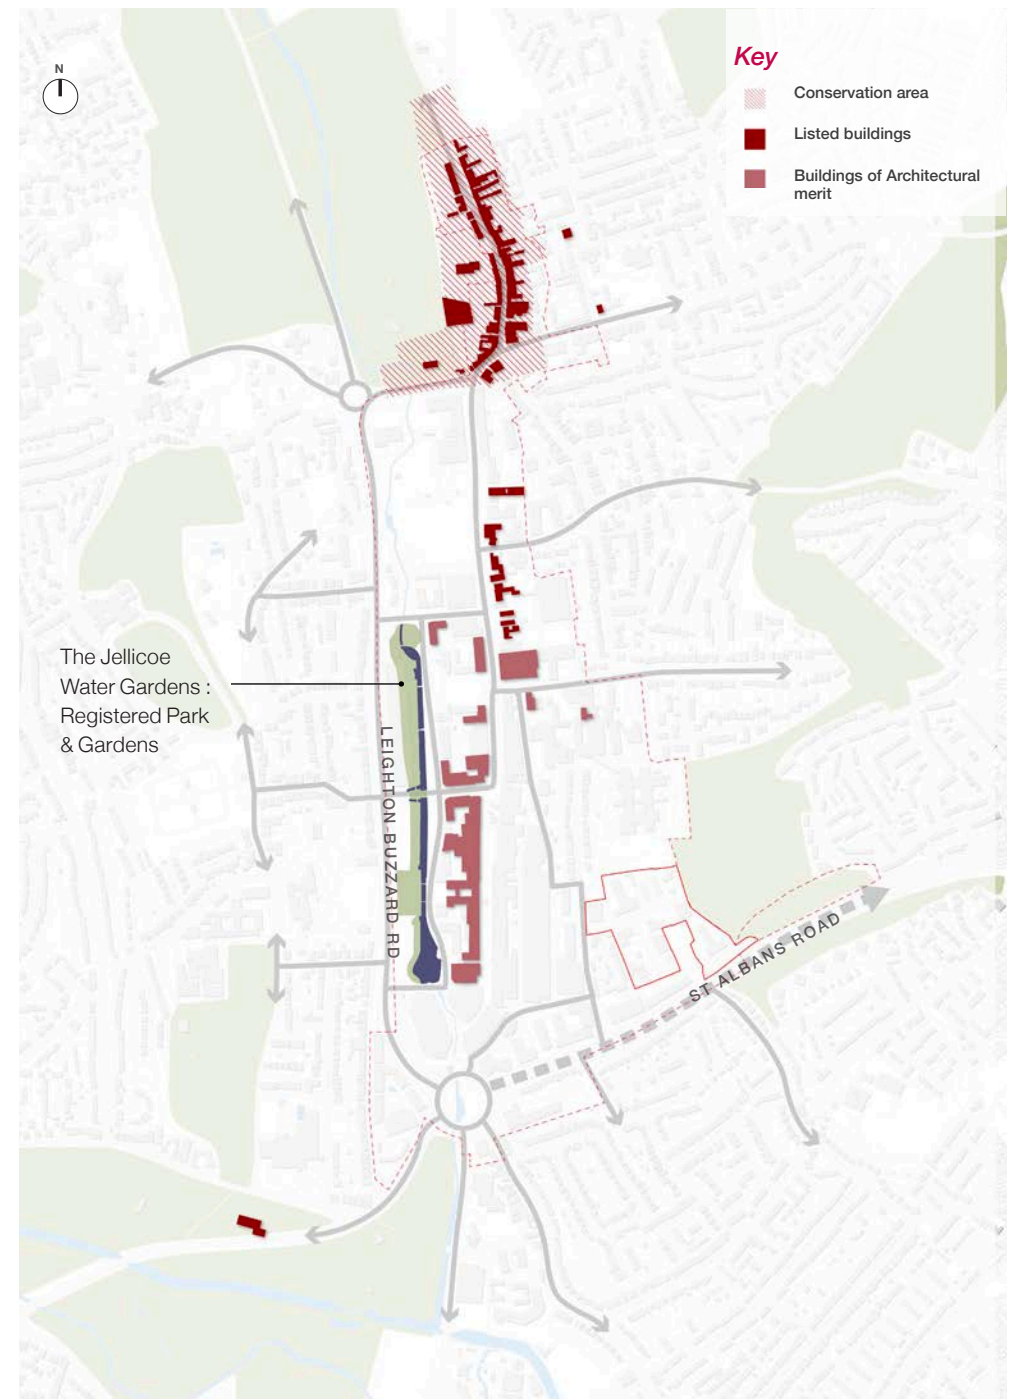 N
Key
Conservation area
Listed buildings
Buildings of Architectural
merit
The Jellicoe
Water Gardens :
Registered Park
& Gardens
LEIGHTON BUZZARD RD
ST ALBANS ROAD